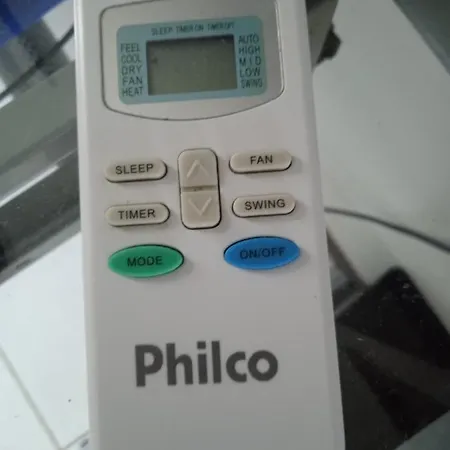 SLEEP TIMER ON TIMER OFF
FEEL
COOL
DRY
FAN
HEAT
AUTO
HIGH
MID
LOW
SWING
SLEEP
FAN
TIMER
SWING
MODE
ON/OFF
Philco